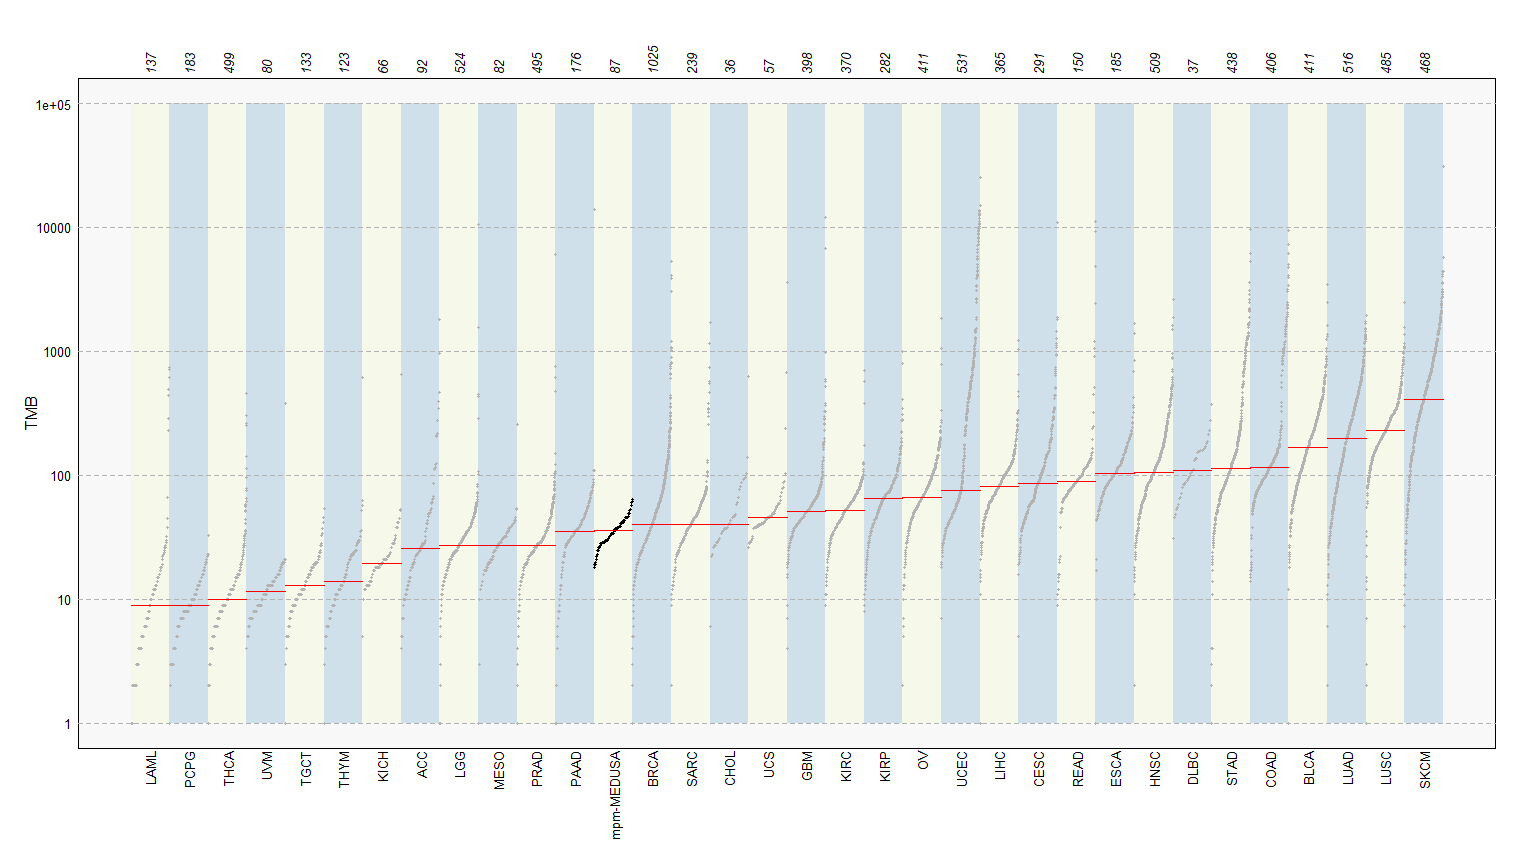 137 183 499 80 133 123 66 92 524 82 495 176 87 1025 239 36 57 398 370 282 411 531 365 291 150 185 509 37 438 406 411 516 485 468
1e+05
10000
1000
100
10
1
TMB
LAML PCPG THCA UVM TGCT THYM KICH ACC LGG MESO PRAD PAAD mpm-MEDUSA BRCA SARC CHOL UCS GBM KIRC KIRP OV UCEC LIHC CESC READ ESCA HNSC DLBC STAD COAD BLCA LUAD LUSC SKCM